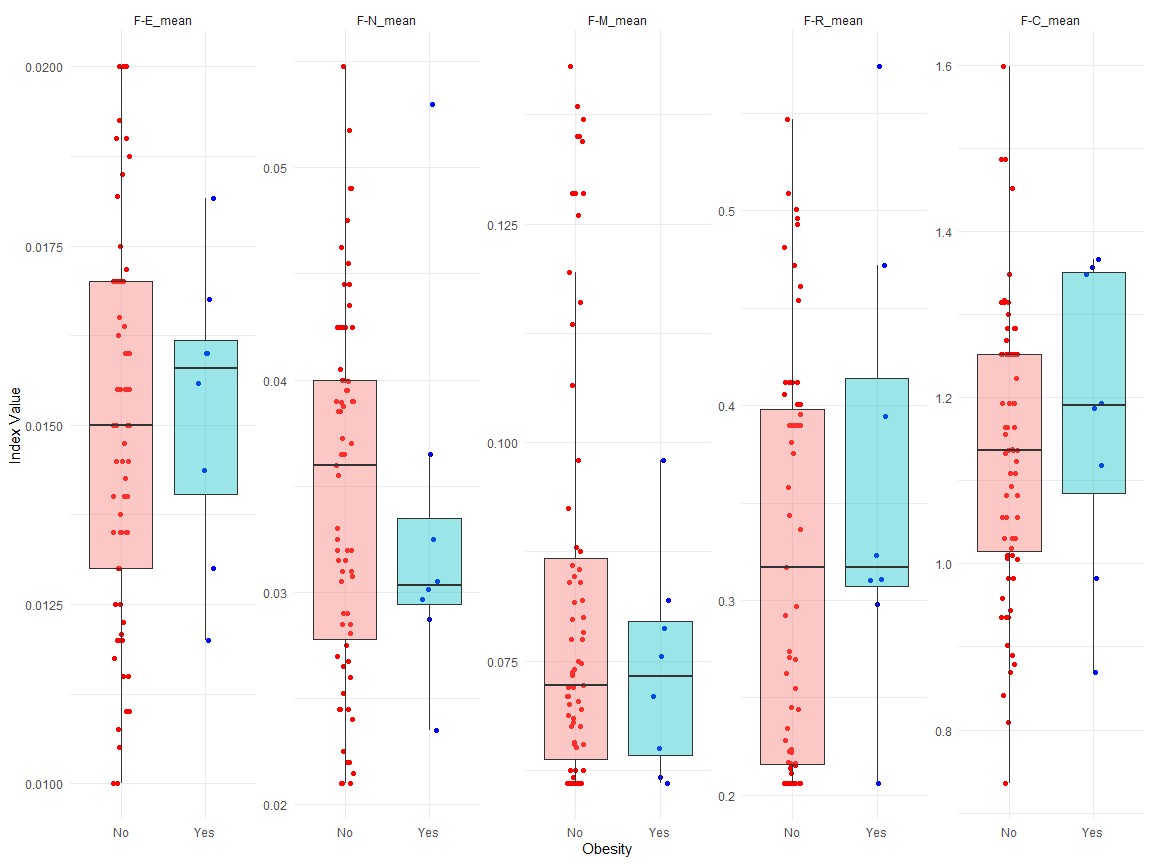 F-E_mean
F-N_mean
F-M_mean
F-R_mean
F-C_mean
Index Value
0.0200
0.0175
0.0150
0.0125
0.0100
0.05
0.04
0.03
0.02
0.125
0.100
0.075
0.5
0.4
0.3
0.2
1.6
1.4
1.2
1.0
0.8
No Yes No Yes No Yes No Yes No Yes
Obesity